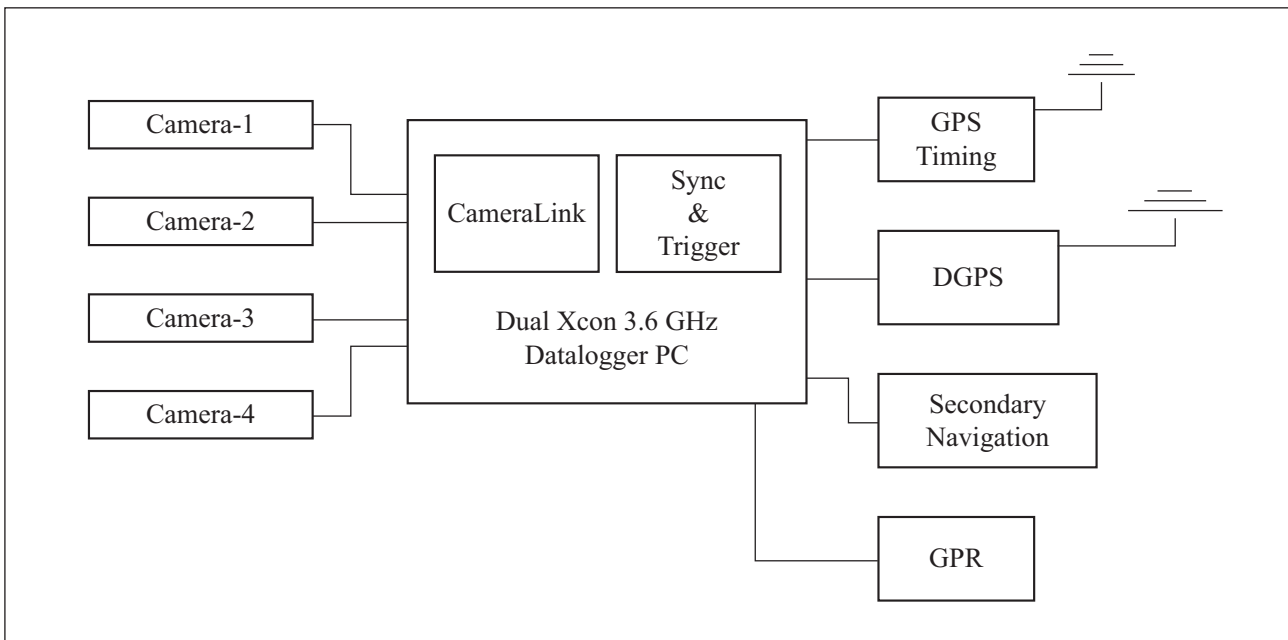 Camera-1
Camera-2
Camera-3
Camera-4
CameraLink
Sync
&
Trigger
Dual Xcon 3.6 GHz
Datalogger PC
GPS
Timing
DGPS
Secondary
Navigation
GPR